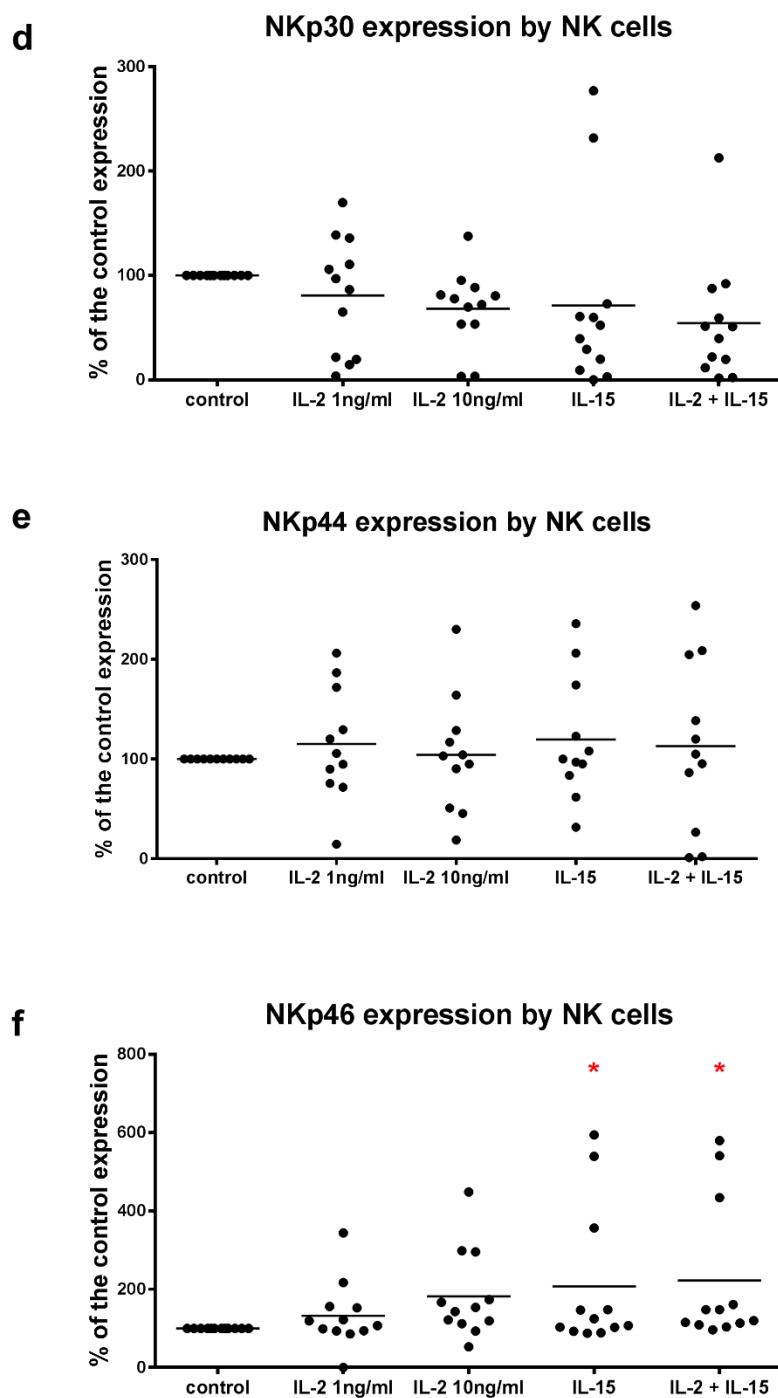 d
NKp30 expression by NK cells
% of the control expression
300
200
100
0
control IL-2 1ng/ml IL-2 10ng/ml IL-15 IL-2 + IL-15
e
NKp44 expression by NK cells
% of the control expression
300
200
100
0
control IL-2 1ng/ml IL-2 10ng/ml IL-15 IL-2 + IL-15
f
NKp46 expression by NK cells
% of the control expression
800
* *
600
400
200
0
control IL-2 1ng/ml IL-2 10ng/ml IL-15 IL-2 + IL-15